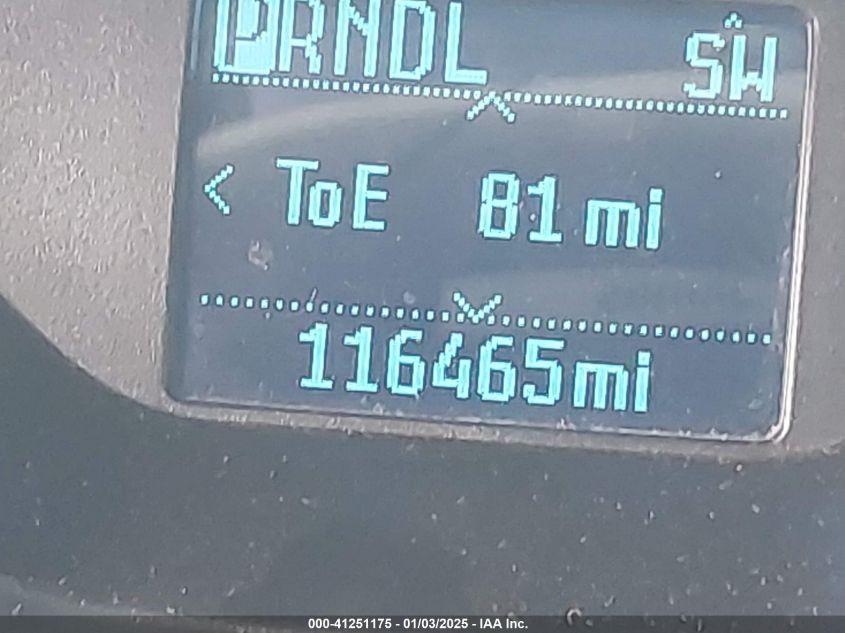 PRNDL SW
< ToE 81 mi
116465mi
000-41251175 - 01/03/2025 - IAA Inc.